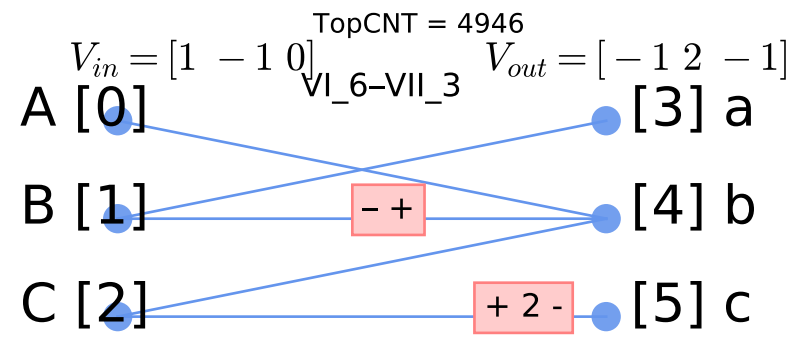 TopCNT = 4946
V_in = [1 −1 0] V_out = [−1 2 −1]
VI_6–VII_3
A [0] [3] a
B [1] – + [4] b
C [2] + 2 - [5] c